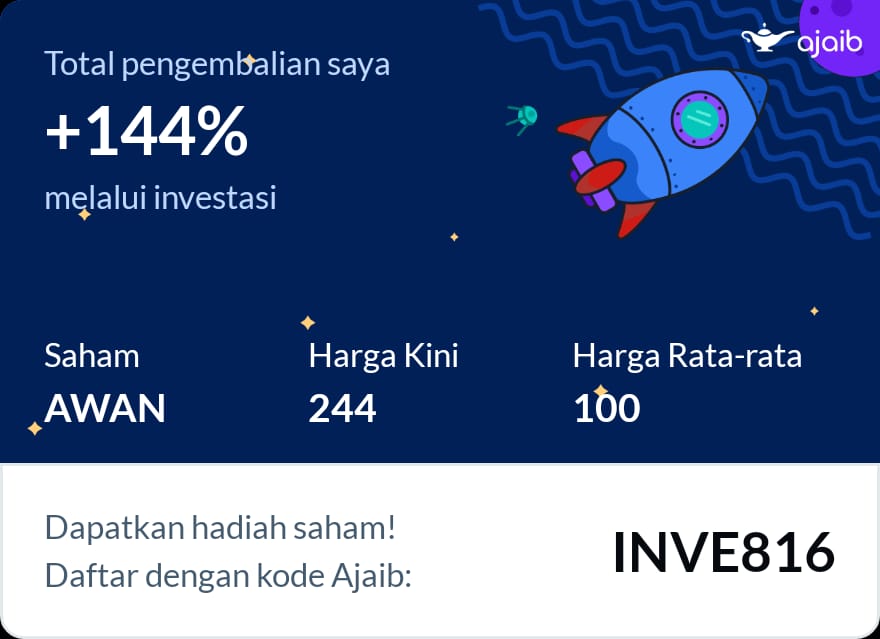 ajaib
Total pengembalian saya
+144%
melalui investasi
Saham
AWAN
Harga Kini
244
Harga Rata-rata
100
Dapatkan hadiah saham!
Daftar dengan kode Ajaib:
INVE816